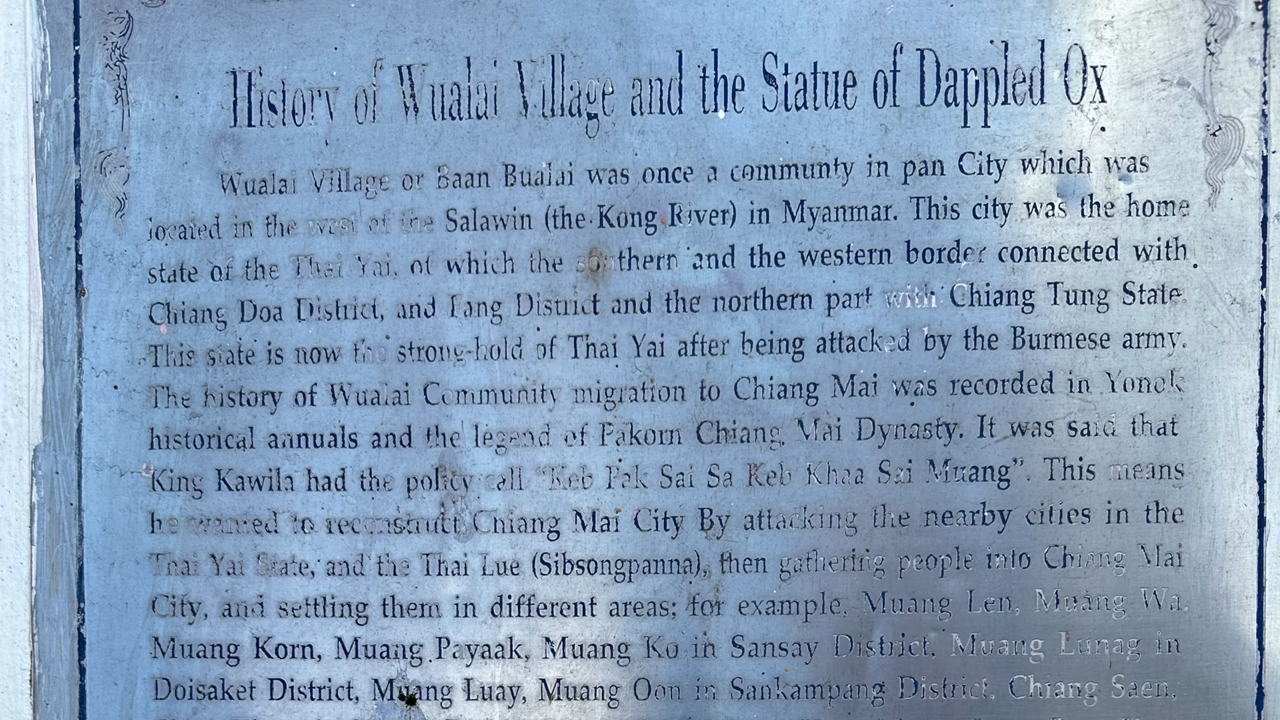 History of Wualai Village and the Statue of Dappled Ox
Wualai Village or Baan Bualai was once a communty in pan City which was
located in the west of the Salawin (the Kong River) in Myanmar. This city was the home
state of the Thai Yai, of which the southern and the western border connected with
Chiang Doa District, and Fang District and the northern part with Chiang Tung State.
This state is now the strong-hold of Thai Yai after being attacked by the Burmese army.
The history of Wualai Community migration to Chiang Mai was recorded in Yonok
historical annuals and the legend of Pakorn Chiang Mai Dynasty. It was said that
King Kawila had the policy call "Keb Pak Sai Sa Keb Khaa Sai Muang". This means
he wanted to reconstruct Chiang Mai City By attacking the nearby cities in the
Thai Yai State, and the Thai Lue (Sibsongpanna), then gathering people into Chiang Mai
City, and settling them in different areas; for example, Muang Len, Muang Wa,
Muang Korn, Muang Payaak, Muang Ko in Sansay District, Muang Lunag in
Doisaket District, Muang Luay, Muang Oon in Sankampang District, Chiang Saen,